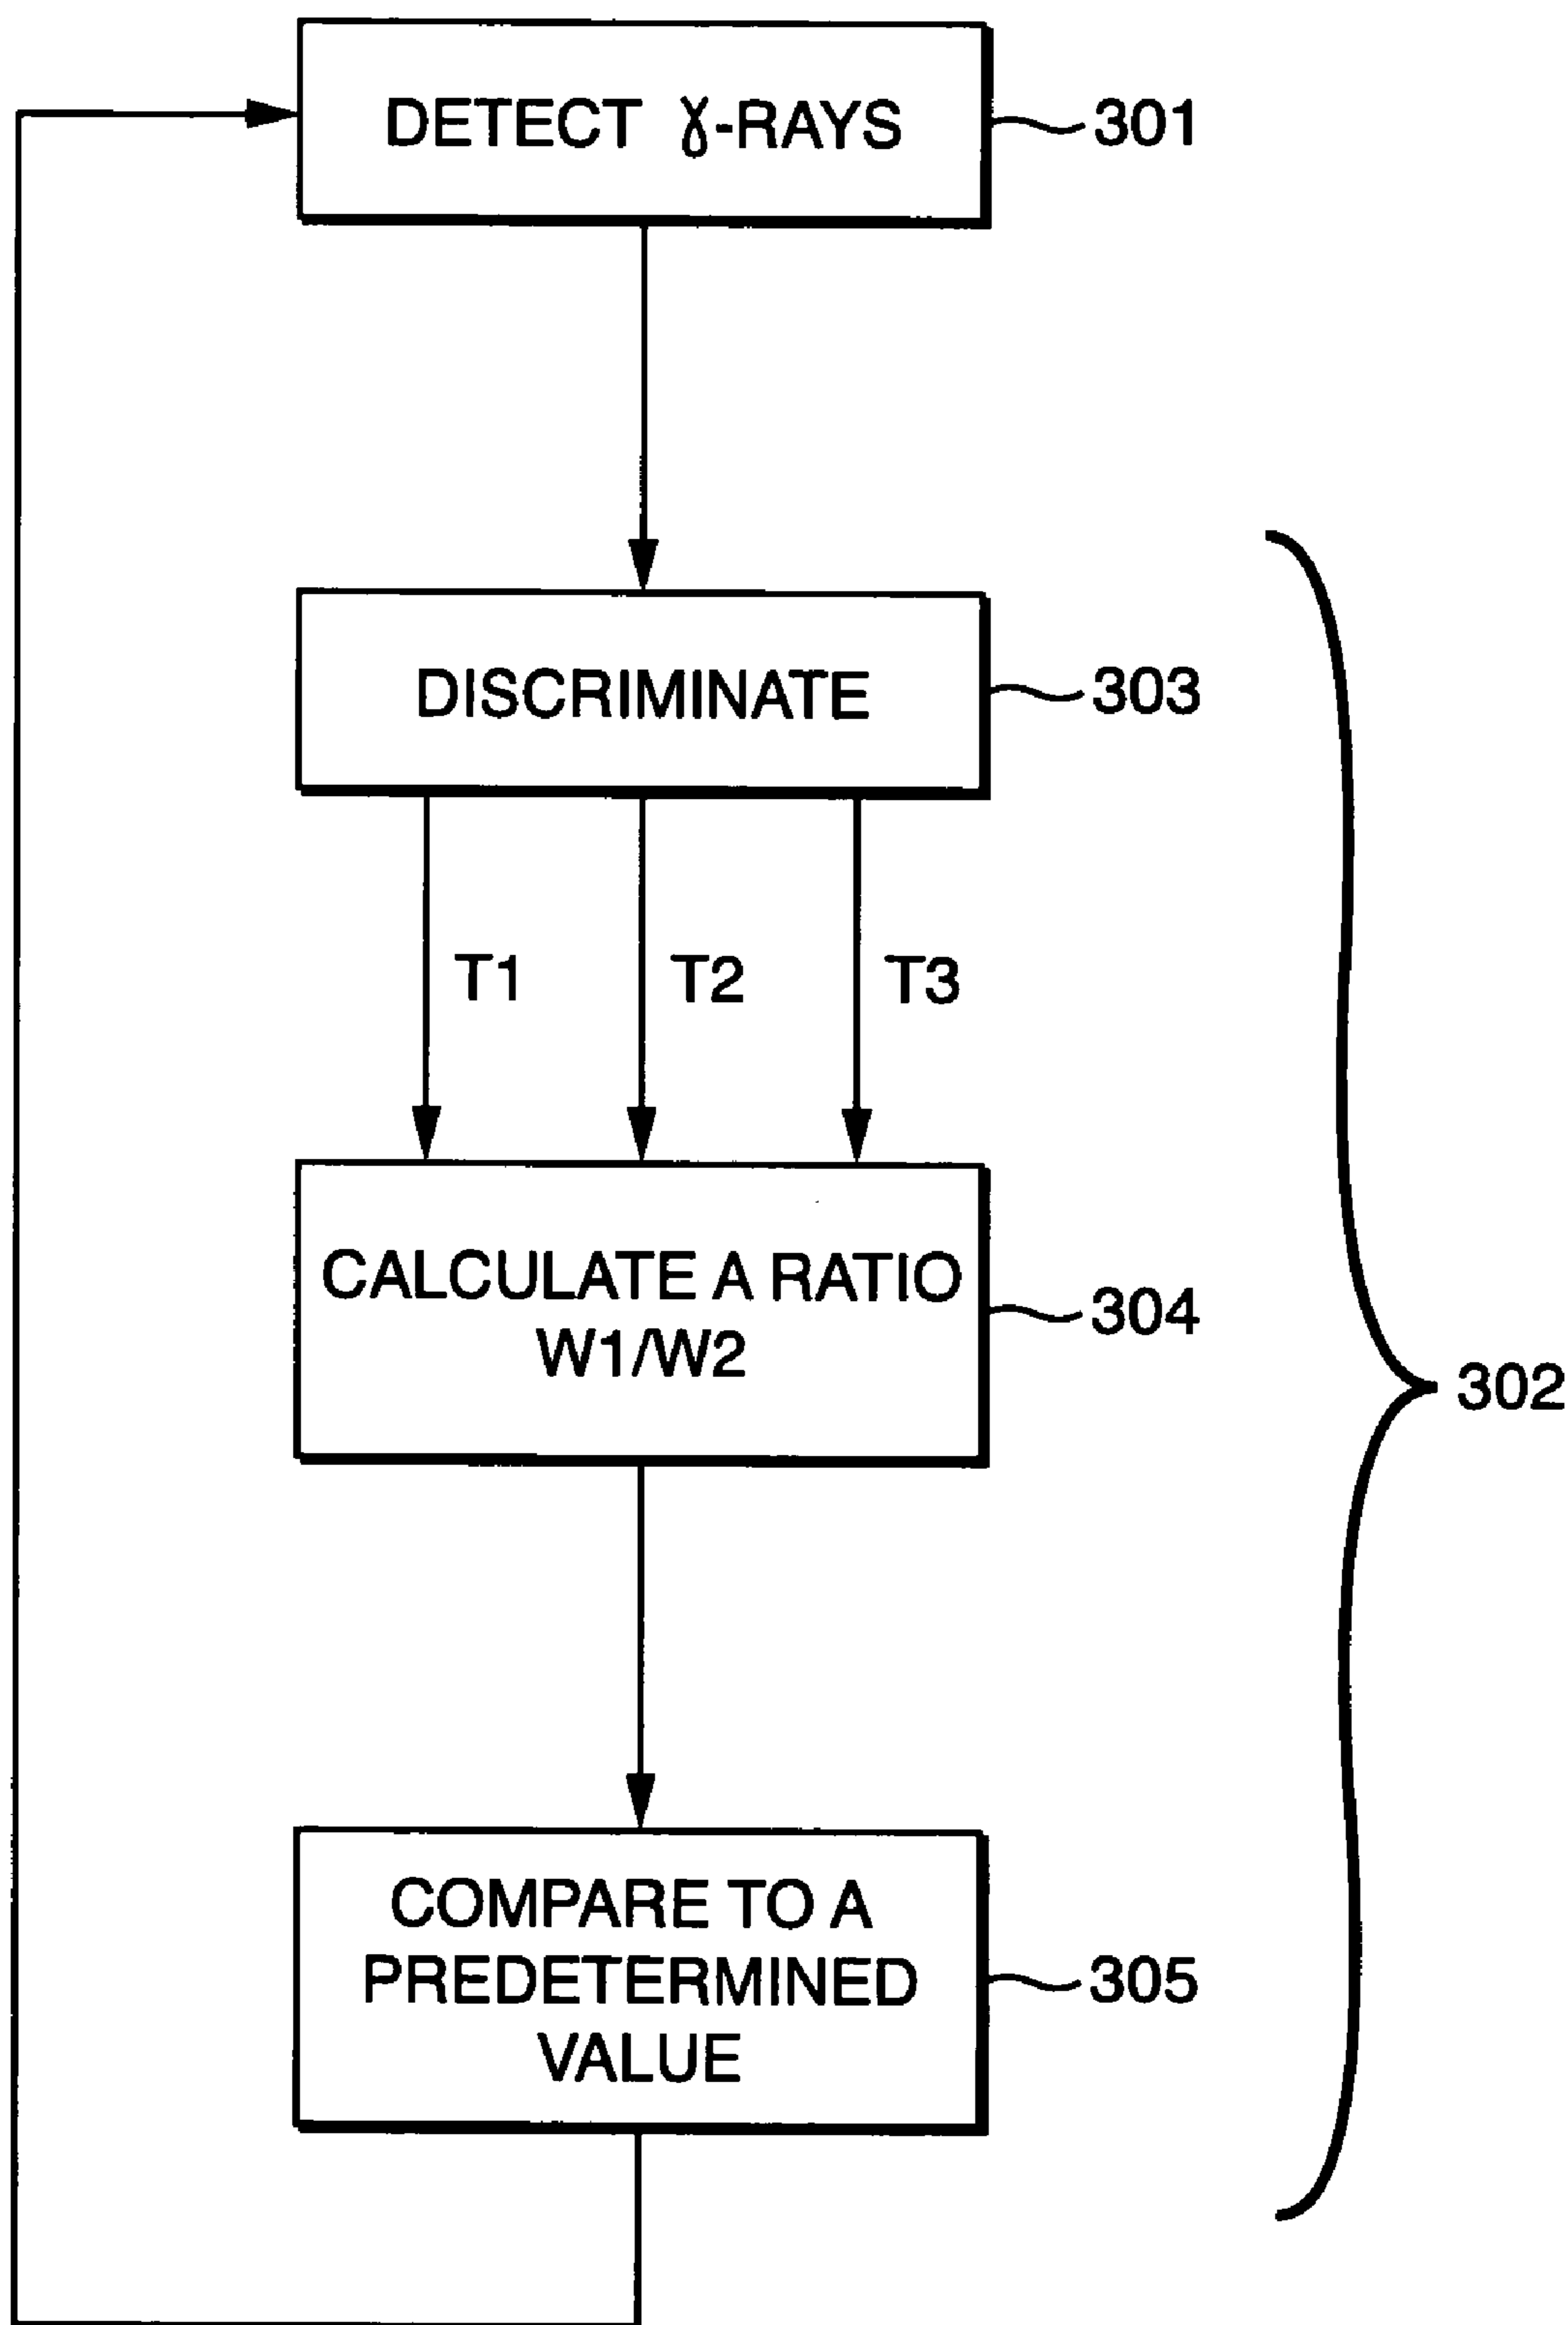 DETECT ɣ-RAYS
301
DISCRIMINATE
303
T1
T2
T3
CALCULATE A RATIO
W1/W2
304
302
COMPARE TO A
PREDETERMINED
VALUE
305